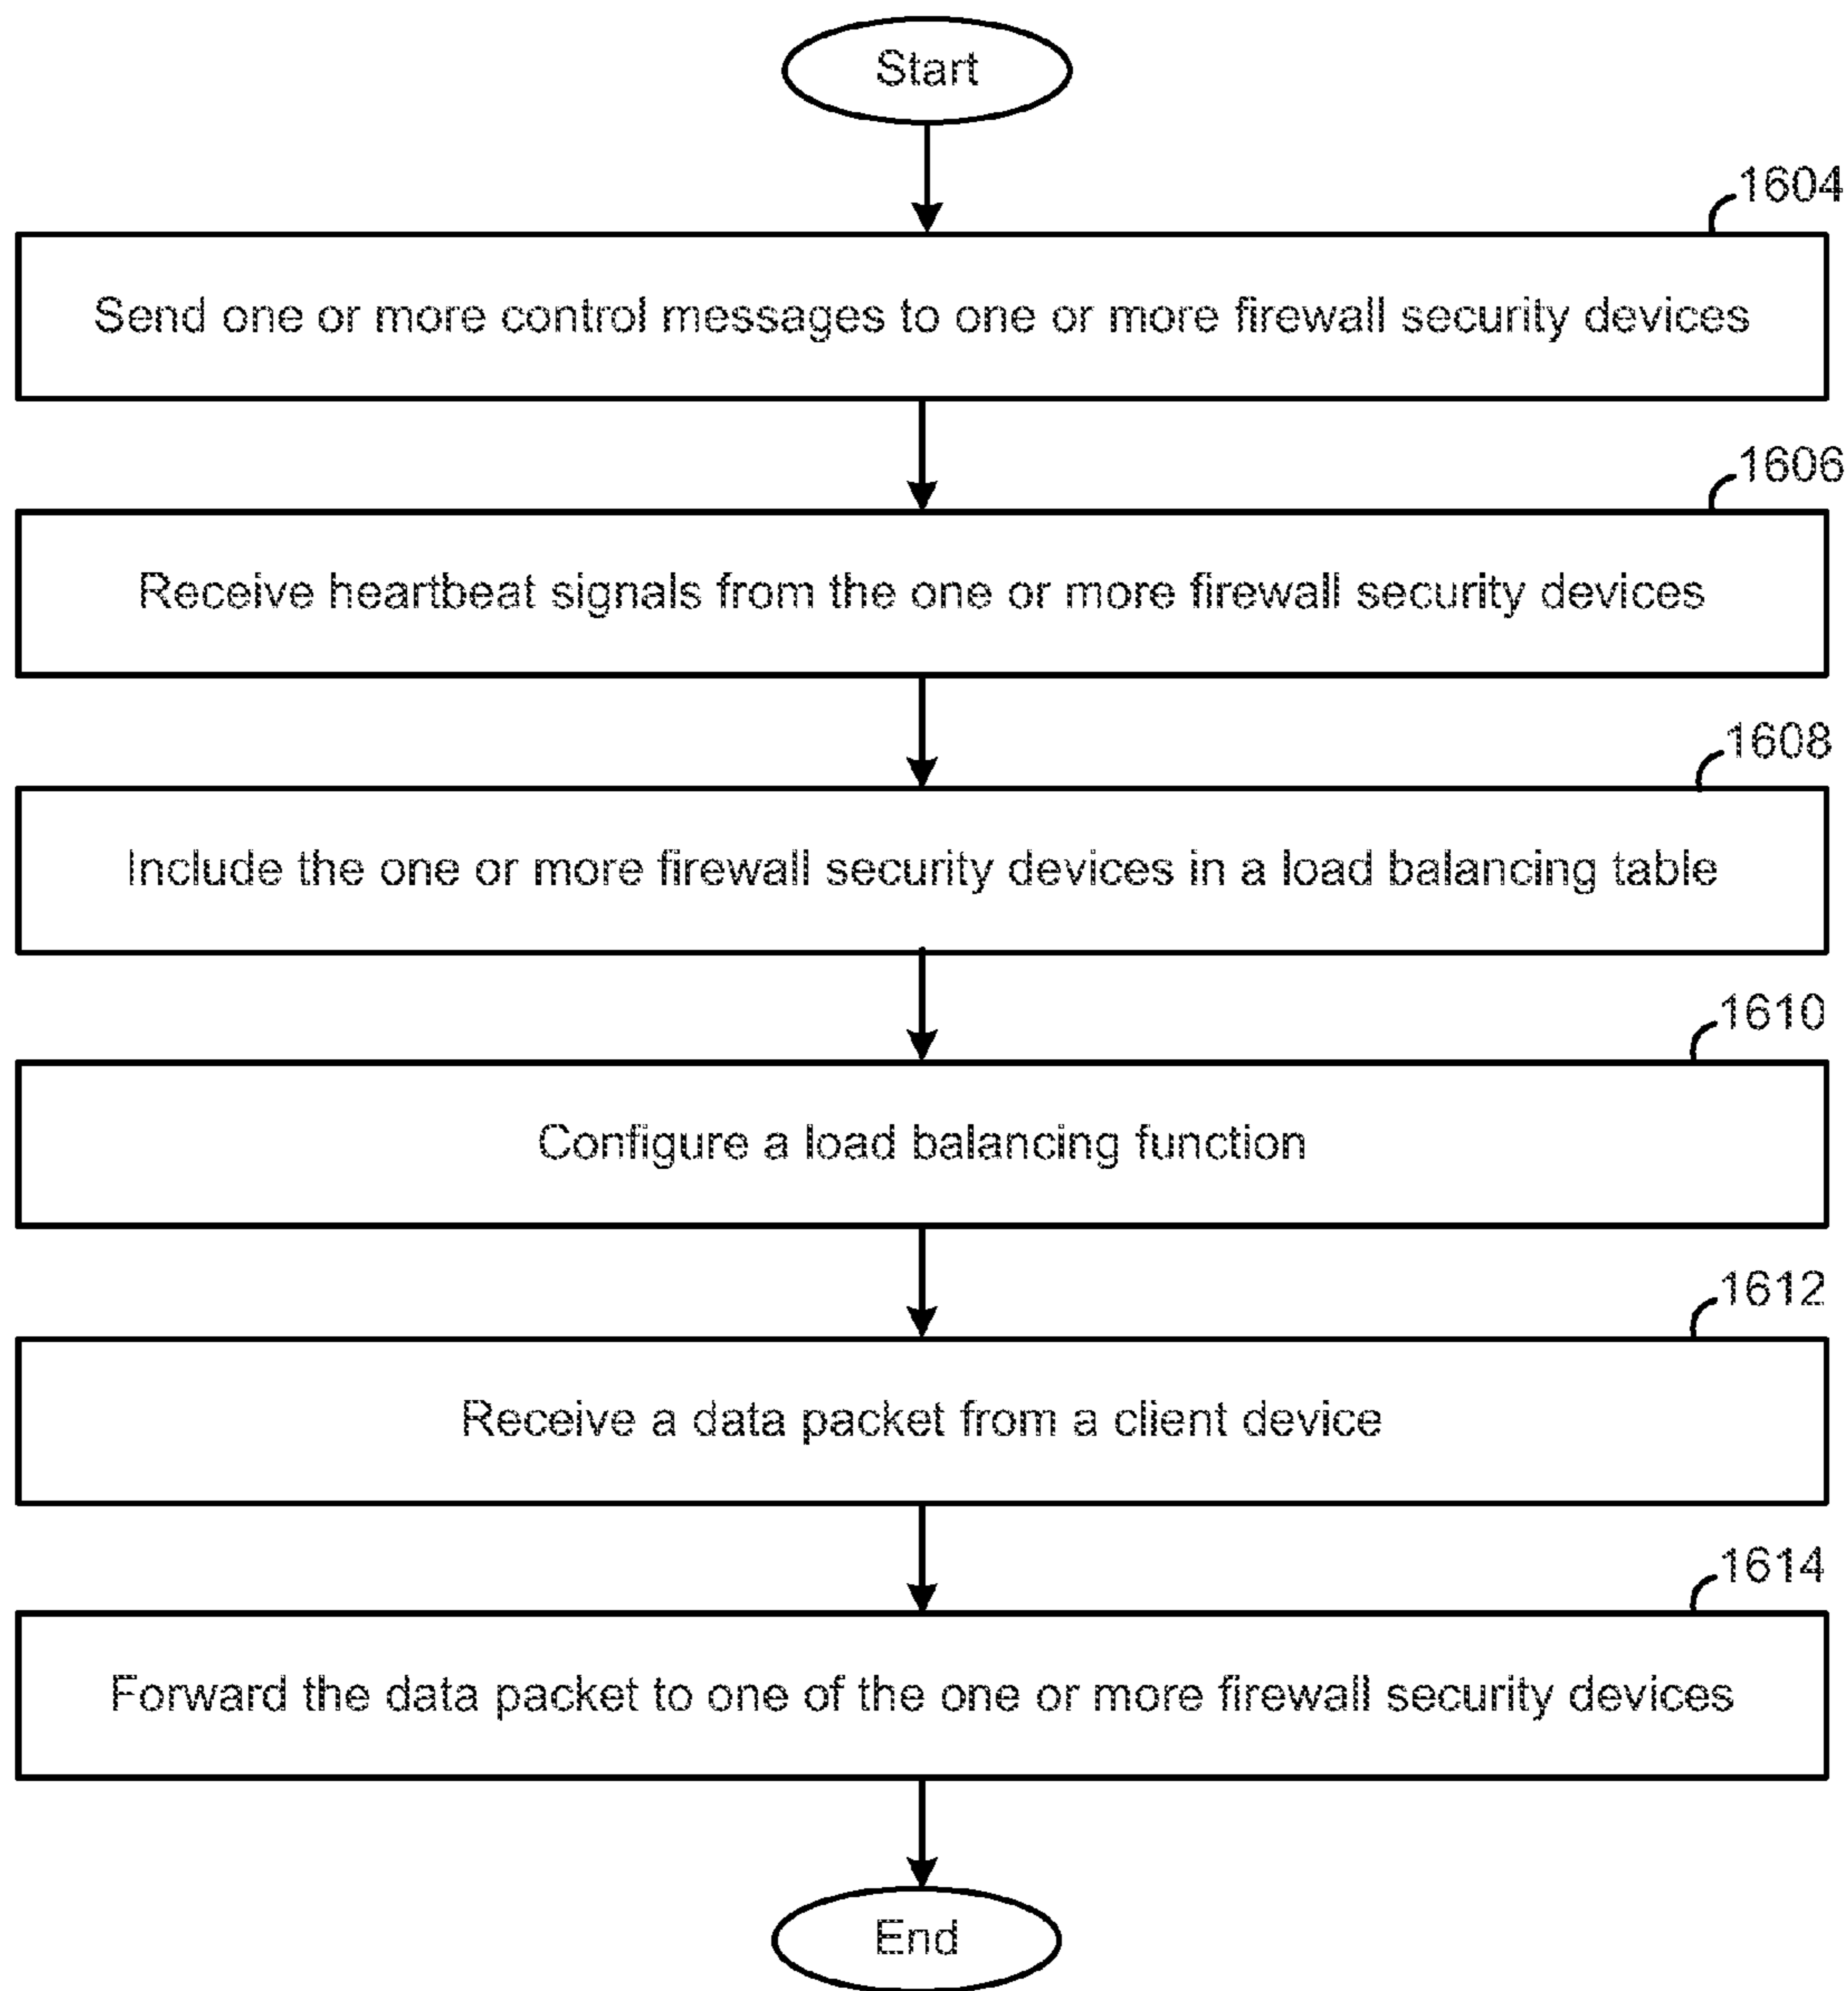 Start
1604
Send one or more control messages to one or more firewall security devices
1606
Receive heartbeat signals from the one or more firewall security devices
1608
Include the one or more firewall security devices in a load balancing table
1610
Configure a load balancing function
1612
Receive a data packet from a client device
1614
Forward the data packet to one of the one or more firewall security devices
End